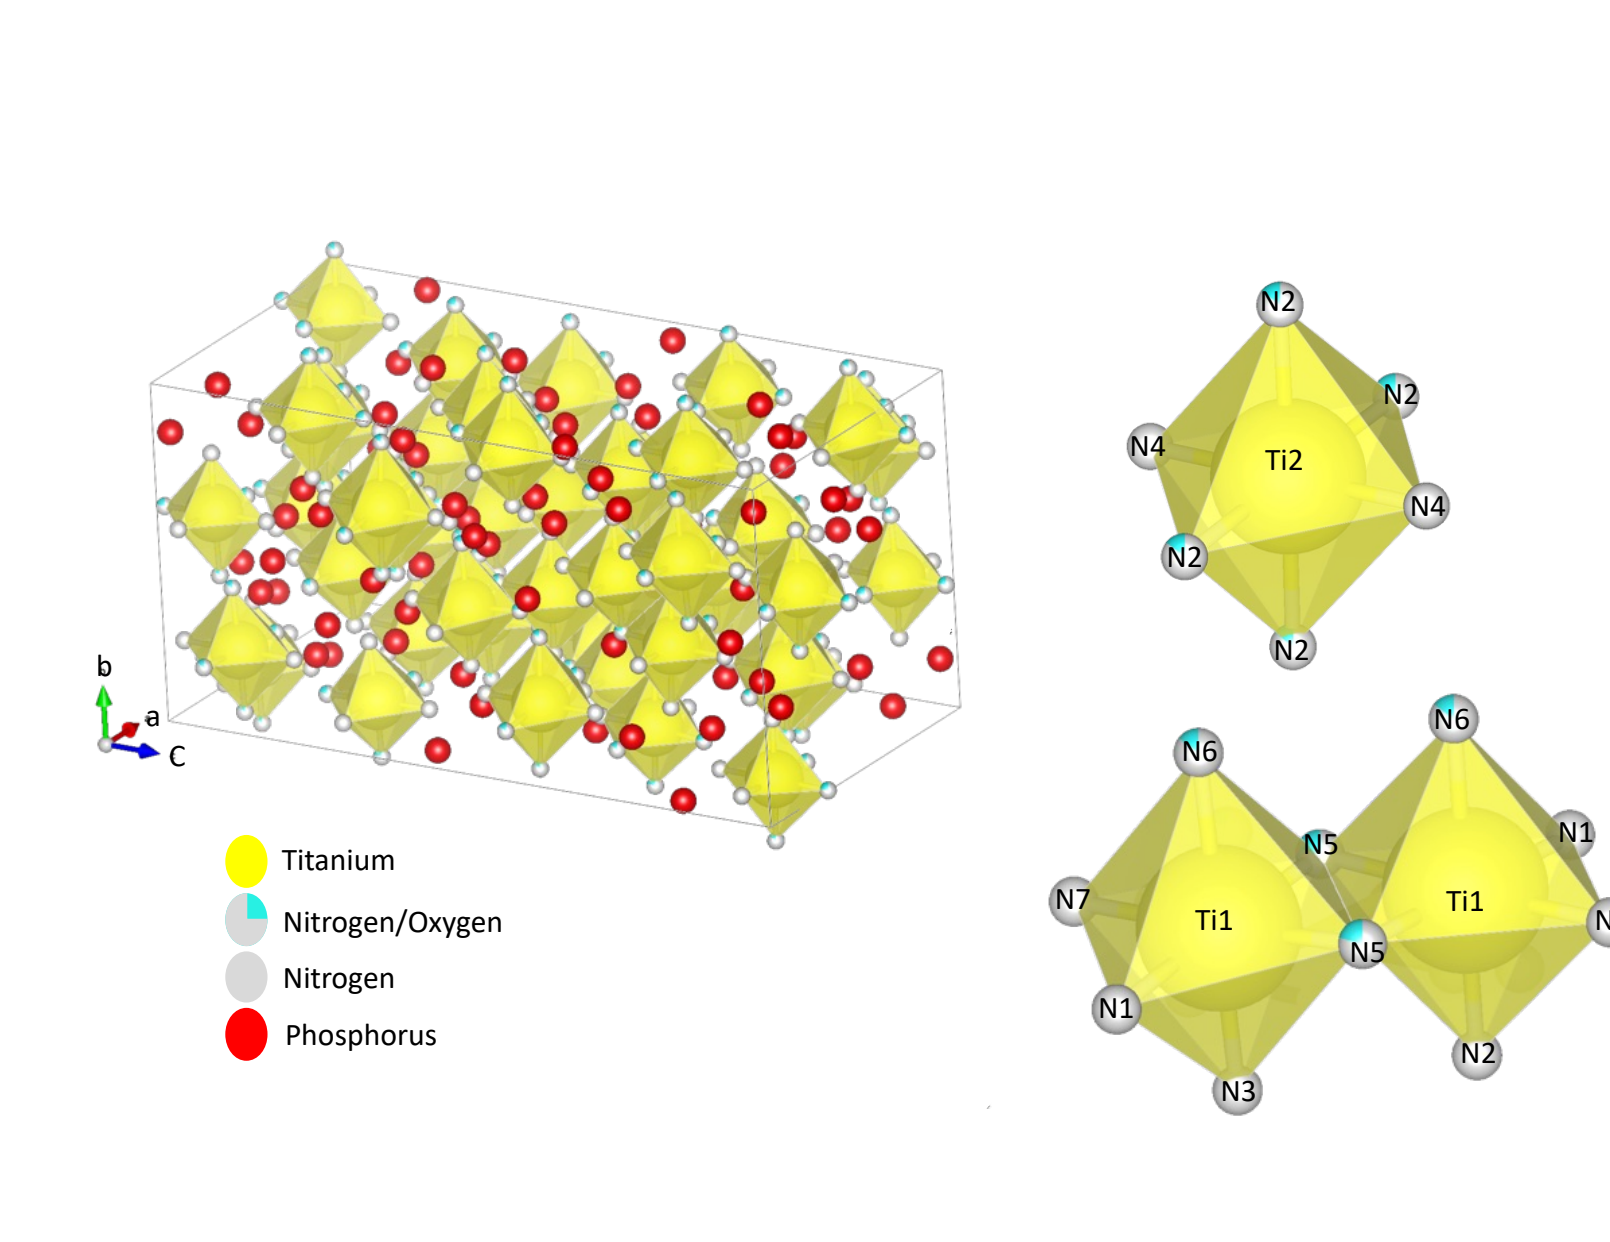 b
a
C
Titanium
Nitrogen/Oxygen
Nitrogen
Phosphorus
N2
N2
N4
Ti2
N4
N2
N2
N6
N6
N5
N1
N7
Ti1
Ti1
N
N5
N1
N2
N3